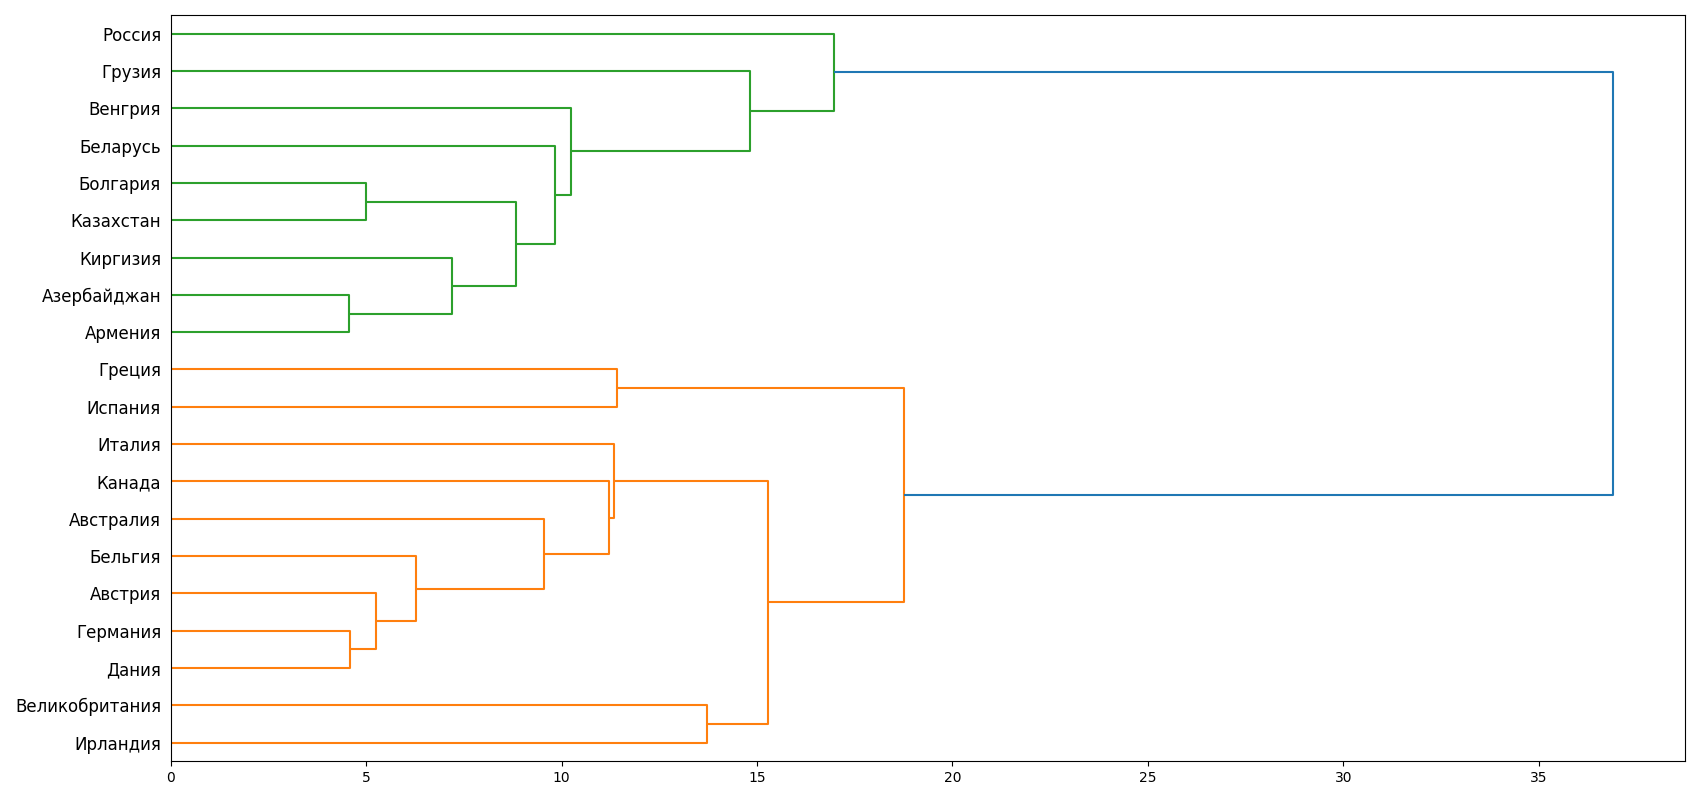 Россия
Грузия
Венгрия
Беларусь
Болгария
Казахстан
Киргизия
Азербайджан
Армения
Греция
Испания
Италия
Канада
Австралия
Бельгия
Австрия
Германия
Дания
Великобритания
Ирландия
0 5 10 15 20 25 30 35